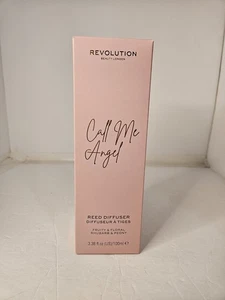 REVOLUTION
BEAUTY LONDON
Call Me
Angel
REED DIFFUSER
DIFFUSEUR À TIGES
FRUITY & FLORAL
RHUBARB & PEONY